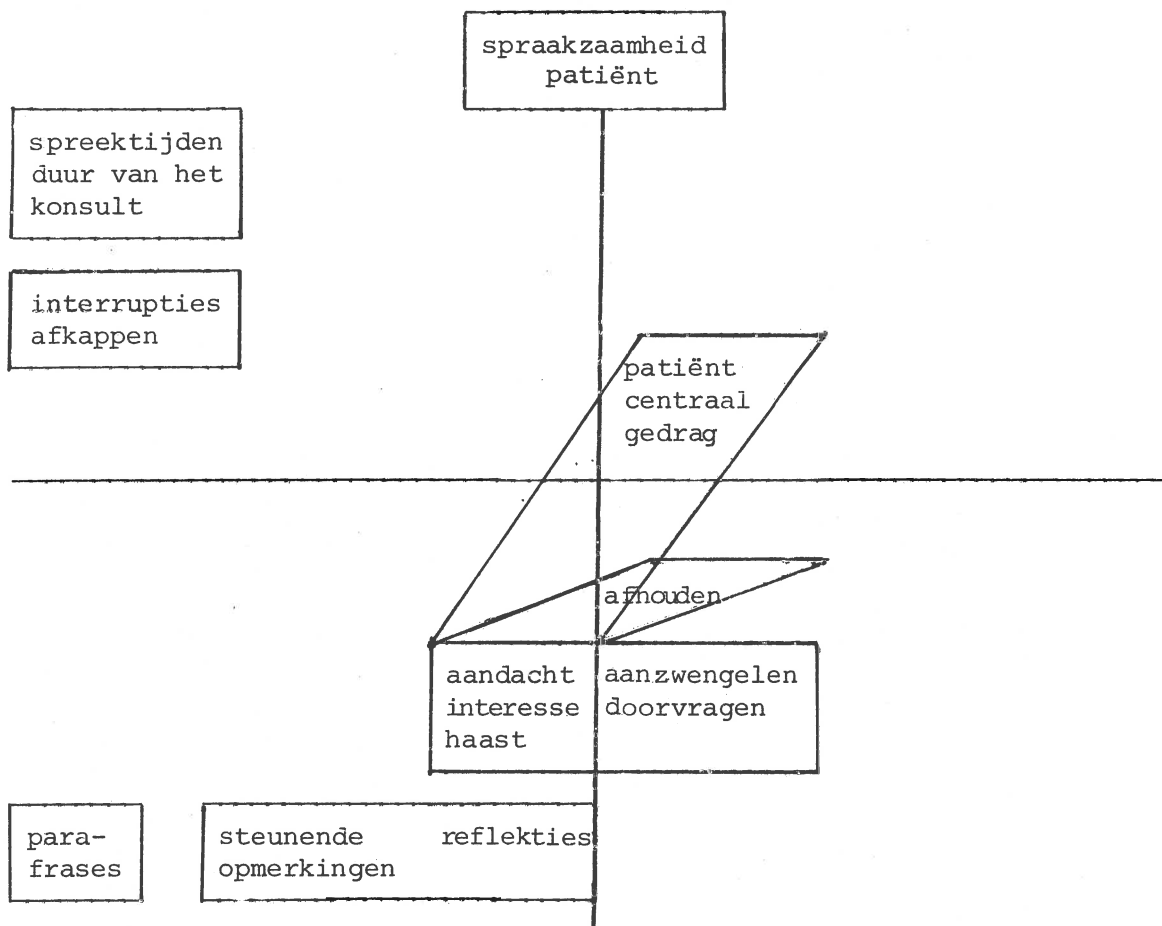 spraakzaamheid
patiënt
spreektijden
duur van het
konsult
interrupties
afkappen
patiënt
centraal
gedrag
afhouden
aandacht
interesse
haast
aanzwengelen
doorvragen
para-
frases
steunende reflekties
opmerkingen